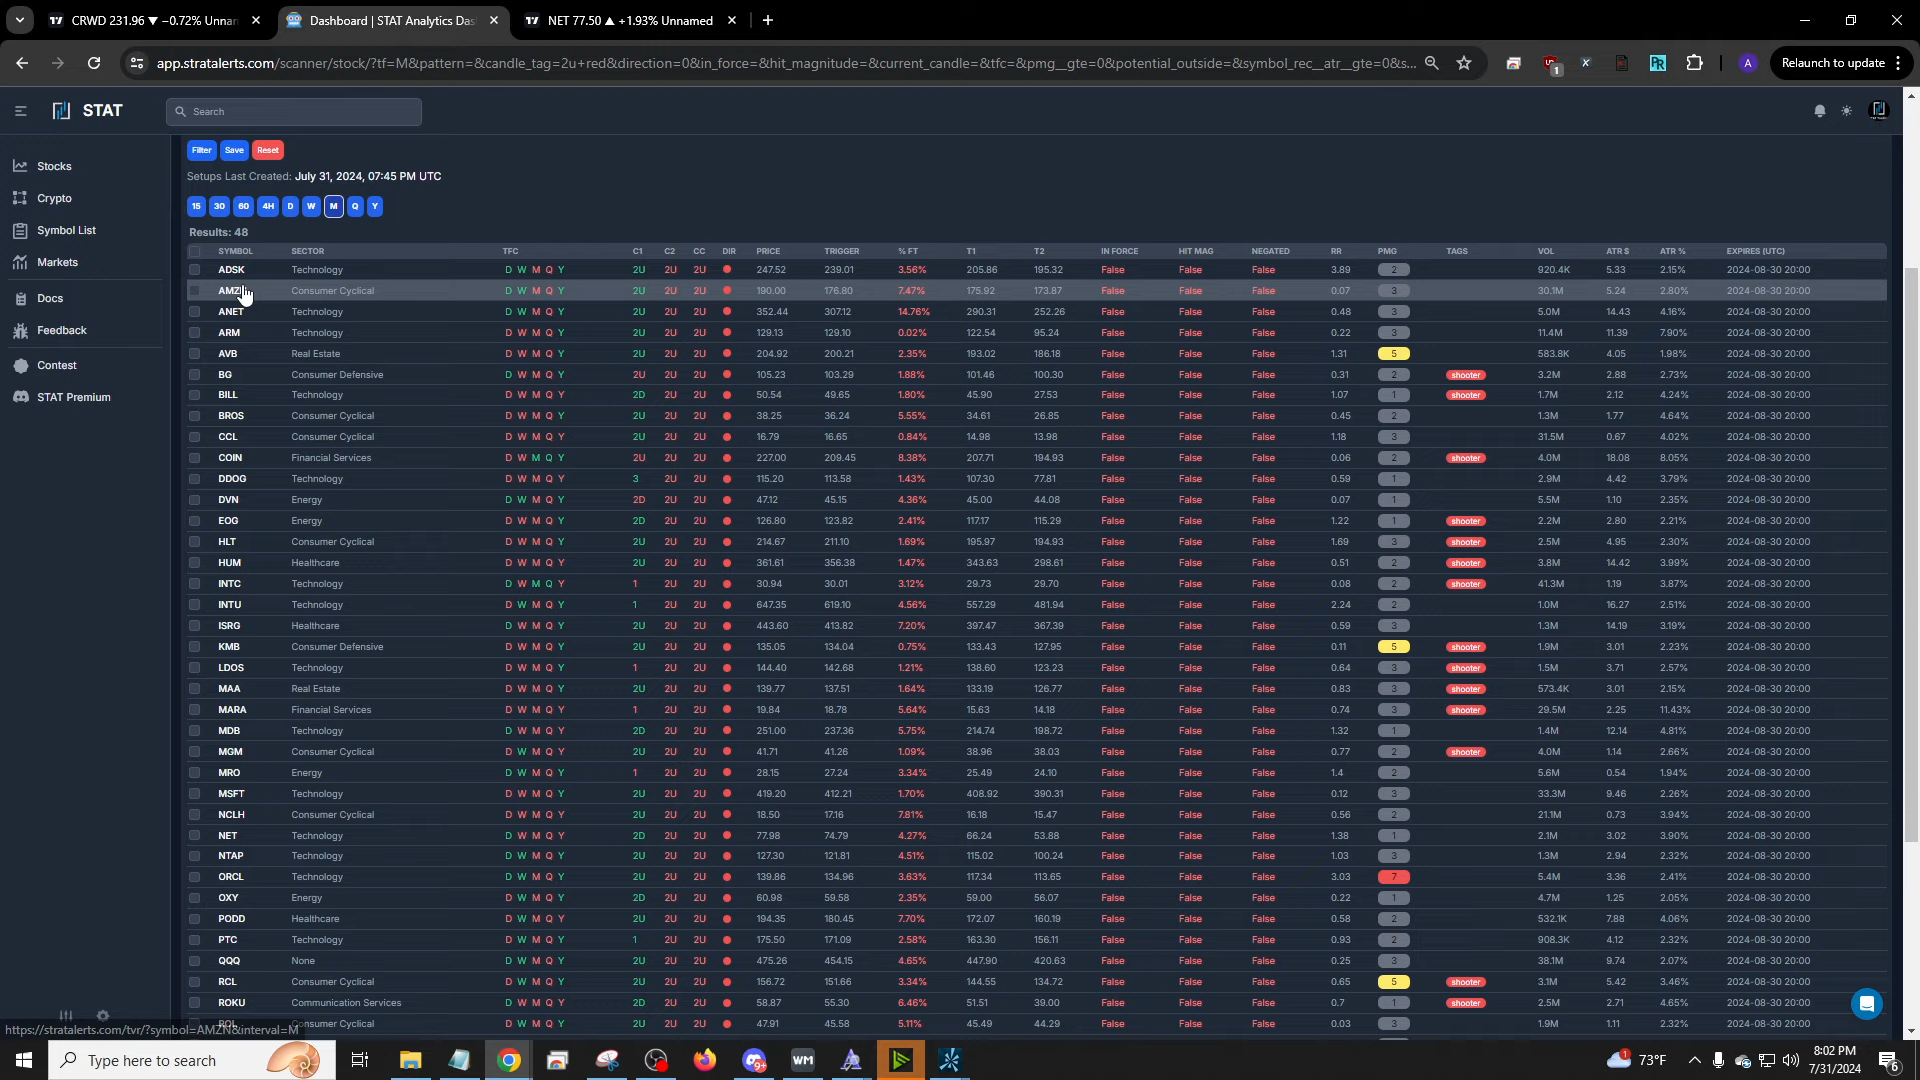 CRWD 231.96 ▼ −0.72% Unnar
Dashboard | STAT Analytics Das
NET 77.50 ▲ +1.93% Unnamed
app.stratalerts.com/scanner/stock/?tf=M&pattern=&candle_tag=2u+red&direction=0&in_force=&hit_magnitude=&current_candle=&tfc=&pmg__gte=0&potential_outside=&symbol_rec__atr__gte=0&s...
1
A
Relaunch to update
STAT
Search
Stocks
Crypto
Symbol List
Markets
Docs
Feedback
Contest
STAT Premium
Filter Save Reset
Setups Last Created: July 31, 2024, 07:45 PM UTC
15 30 60 4H D W M Q Y
Results: 48
SYMBOL SECTOR TFC C1 C2 CC DIR PRICE TRIGGER % FT T1 T2 IN FORCE HIT MAG NEGATED RR PMG TAGS VOL ATR $ ATR % EXPIRES (UTC)
ADSK Technology D W M Q Y 2U 2U 2U 247.52 239.01 3.56% 205.86 195.32 False False False 3.89 2 920.4K 5.33 2.15% 2024-08-30 20:00
AMZN Consumer Cyclical D W M Q Y 2U 2U 2U 190.00 176.80 7.47% 175.92 173.87 False False False 0.07 3 30.1M 5.24 2.80% 2024-08-30 20:00
ANET Technology D W M Q Y 2U 2U 2U 352.44 307.12 14.76% 290.31 252.26 False False False 0.48 3 5.0M 14.43 4.16% 2024-08-30 20:00
ARM Technology D W M Q Y 2U 2U 2U 129.13 129.10 0.02% 122.54 95.24 False False False 0.22 3 11.4M 11.39 7.90% 2024-08-30 20:00
AVB Real Estate D W M Q Y 2U 2U 2U 204.92 200.21 2.35% 193.02 186.18 False False False 1.31 5 583.8K 4.05 1.98% 2024-08-30 20:00
BG Consumer Defensive D W M Q Y 2U 2U 2U 105.23 103.29 1.88% 101.46 100.30 False False False 0.31 2 shooter 3.2M 2.88 2.73% 2024-08-30 20:00
BILL Technology D W M Q Y 2D 2U 2U 50.54 49.65 1.80% 45.90 27.53 False False False 1.07 1 shooter 1.7M 2.12 4.24% 2024-08-30 20:00
BROS Consumer Cyclical D W M Q Y 2U 2U 2U 38.25 36.24 5.55% 34.61 26.85 False False False 0.45 2 1.3M 1.77 4.64% 2024-08-30 20:00
CCL Consumer Cyclical D W M Q Y 2U 2U 2U 16.79 16.65 0.84% 14.98 13.98 False False False 1.18 3 31.5M 0.67 4.02% 2024-08-30 20:00
COIN Financial Services D W M Q Y 2U 2U 2U 227.00 209.45 8.38% 207.71 194.93 False False False 0.06 2 shooter 4.0M 18.08 8.05% 2024-08-30 20:00
DDOG Technology D W M Q Y 3 2U 2U 115.20 113.58 1.43% 107.30 77.81 False False False 0.59 1 2.9M 4.42 3.79% 2024-08-30 20:00
DVN Energy D W M Q Y 2D 2U 2U 47.12 45.15 4.36% 45.00 44.08 False False False 0.07 1 5.5M 1.10 2.35% 2024-08-30 20:00
EOG Energy D W M Q Y 2D 2U 2U 126.80 123.82 2.41% 117.17 115.29 False False False 1.22 1 shooter 2.2M 2.80 2.21% 2024-08-30 20:00
HLT Consumer Cyclical D W M Q Y 2U 2U 2U 214.67 211.10 1.69% 195.97 194.93 False False False 1.69 3 shooter 2.5M 4.95 2.30% 2024-08-30 20:00
HUM Healthcare D W M Q Y 2U 2U 2U 361.61 356.38 1.47% 343.63 298.61 False False False 0.51 2 shooter 3.8M 14.42 3.99% 2024-08-30 20:00
INTC Technology D W M Q Y 1 2U 2U 30.94 30.01 3.12% 29.73 29.70 False False False 0.08 2 shooter 41.3M 1.19 3.87% 2024-08-30 20:00
INTU Technology D W M Q Y 1 2U 2U 647.35 619.10 4.56% 557.29 481.94 False False False 2.24 2 1.0M 16.27 2.51% 2024-08-30 20:00
ISRG Healthcare D W M Q Y 2U 2U 2U 443.60 413.82 7.20% 397.47 367.39 False False False 0.59 3 1.3M 14.19 3.19% 2024-08-30 20:00
KMB Consumer Defensive D W M Q Y 2U 2U 2U 135.05 134.04 0.75% 133.43 127.95 False False False 0.11 5 shooter 1.9M 3.01 2.23% 2024-08-30 20:00
LDOS Technology D W M Q Y 1 2U 2U 144.40 142.68 1.21% 138.60 123.23 False False False 0.64 3 shooter 1.5M 3.71 2.57% 2024-08-30 20:00
MAA Real Estate D W M Q Y 2U 2U 2U 139.77 137.51 1.64% 133.19 126.77 False False False 0.83 3 shooter 573.4K 3.01 2.15% 2024-08-30 20:00
MARA Financial Services D W M Q Y 1 2U 2U 19.84 18.78 5.64% 15.63 14.18 False False False 0.74 3 shooter 29.5M 2.25 11.43% 2024-08-30 20:00
MDB Technology D W M Q Y 2D 2U 2U 251.00 237.36 5.75% 214.74 198.72 False False False 1.32 1 1.4M 12.14 4.81% 2024-08-30 20:00
MGM Consumer Cyclical D W M Q Y 2U 2U 2U 41.71 41.26 1.09% 38.96 38.03 False False False 0.77 2 shooter 4.0M 1.14 2.66% 2024-08-30 20:00
MRO Energy D W M Q Y 1 2U 2U 28.15 27.24 3.34% 25.49 24.10 False False False 1.4 2 5.6M 0.54 1.94% 2024-08-30 20:00
MSFT Technology D W M Q Y 2U 2U 2U 419.20 412.21 1.70% 408.92 390.31 False False False 0.12 3 33.3M 9.46 2.26% 2024-08-30 20:00
NCLH Consumer Cyclical D W M Q Y 2U 2U 2U 18.50 17.16 7.81% 16.18 15.47 False False False 0.56 2 21.1M 0.73 3.94% 2024-08-30 20:00
NET Technology D W M Q Y 2D 2U 2U 77.98 74.79 4.27% 66.24 53.88 False False False 1.38 1 2.1M 3.02 3.90% 2024-08-30 20:00
NTAP Technology D W M Q Y 2U 2U 2U 127.30 121.81 4.51% 115.02 100.24 False False False 1.03 3 1.3M 2.94 2.32% 2024-08-30 20:00
ORCL Technology D W M Q Y 2U 2U 2U 139.86 134.96 3.63% 117.34 113.65 False False False 3.03 7 5.4M 3.36 2.41% 2024-08-30 20:00
OXY Energy D W M Q Y 2D 2U 2U 60.98 59.58 2.35% 59.00 56.07 False False False 0.22 1 4.7M 1.25 2.05% 2024-08-30 20:00
PODD Healthcare D W M Q Y 2U 2U 2U 194.35 180.45 7.70% 172.07 160.19 False False False 0.58 2 532.1K 7.88 4.06% 2024-08-30 20:00
PTC Technology D W M Q Y 1 2U 2U 175.50 171.09 2.58% 163.30 156.11 False False False 0.93 2 908.3K 4.12 2.32% 2024-08-30 20:00
QQQ None D W M Q Y 2U 2U 2U 475.26 454.15 4.65% 447.90 420.63 False False False 0.25 3 38.1M 9.74 2.07% 2024-08-30 20:00
RCL Consumer Cyclical D W M Q Y 2U 2U 2U 156.72 151.66 3.34% 144.55 134.72 False False False 0.65 5 shooter 3.1M 5.42 3.46% 2024-08-30 20:00
ROKU Communication Services D W M Q Y 2D 2U 2U 58.87 55.30 6.46% 51.51 39.00 False False False 0.7 1 shooter 2.5M 2.71 4.65% 2024-08-30 20:00
ROL Consumer Cyclical D W M Q Y 2U 2U 2U 47.91 45.58 5.11% 45.49 44.29 False False False 0.03 3 1.9M 1.11 2.32% 2024-08-30 20:00
https://stratalerts.com/tvr/?symbol=AMZN&interval=M
Type here to search
9+
WM
1
73°F
8:02 PM
7/31/2024
6